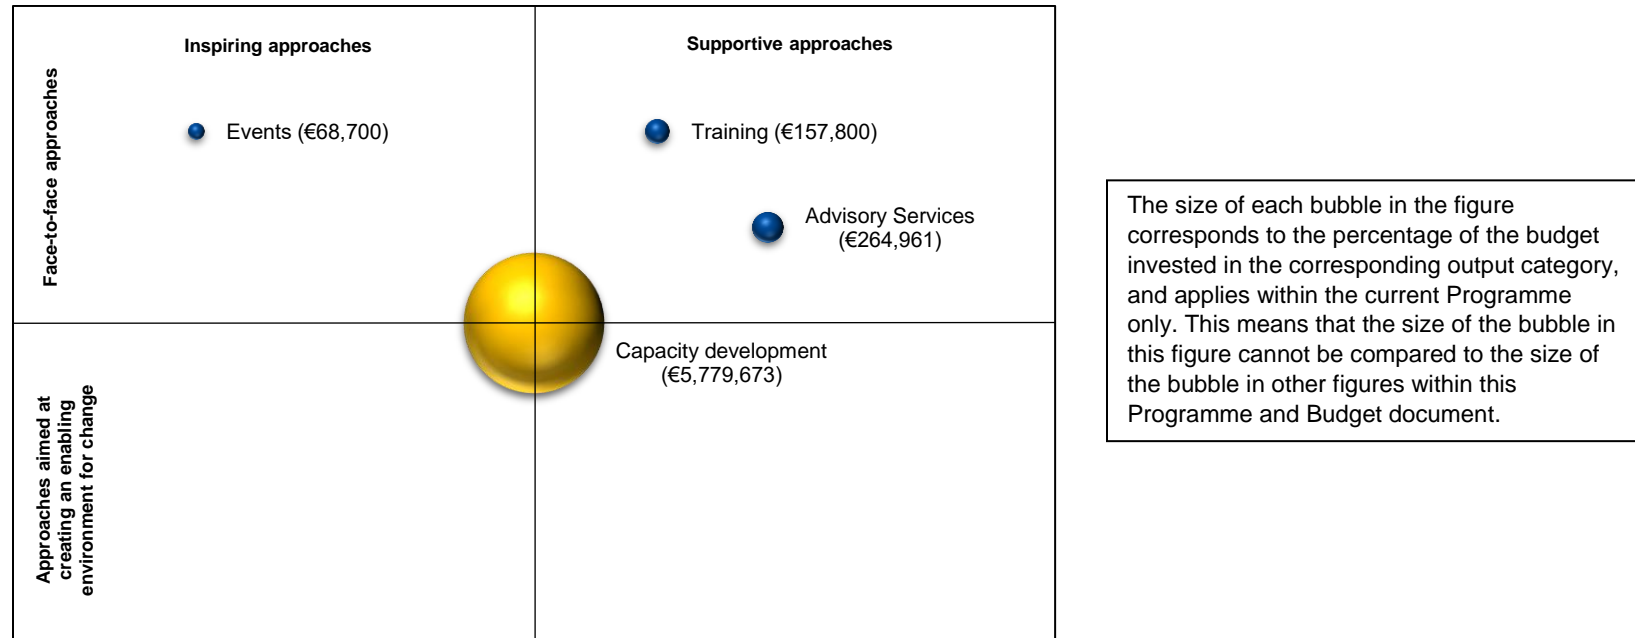 Inspiring approaches
Supportive approaches
Face-to-face approaches
Events (€68,700)
Training (€157,800)
Advisory Services
(€264,961)
Capacity development
(€5,779,673)
Approaches aimed at
creating an enabling
environment for change
The size of each bubble in the figure
corresponds to the percentage of the budget
invested in the corresponding output category,
and applies within the current Programme
only. This means that the size of the bubble in
this figure cannot be compared to the size of
the bubble in other figures within this
Programme and Budget document.